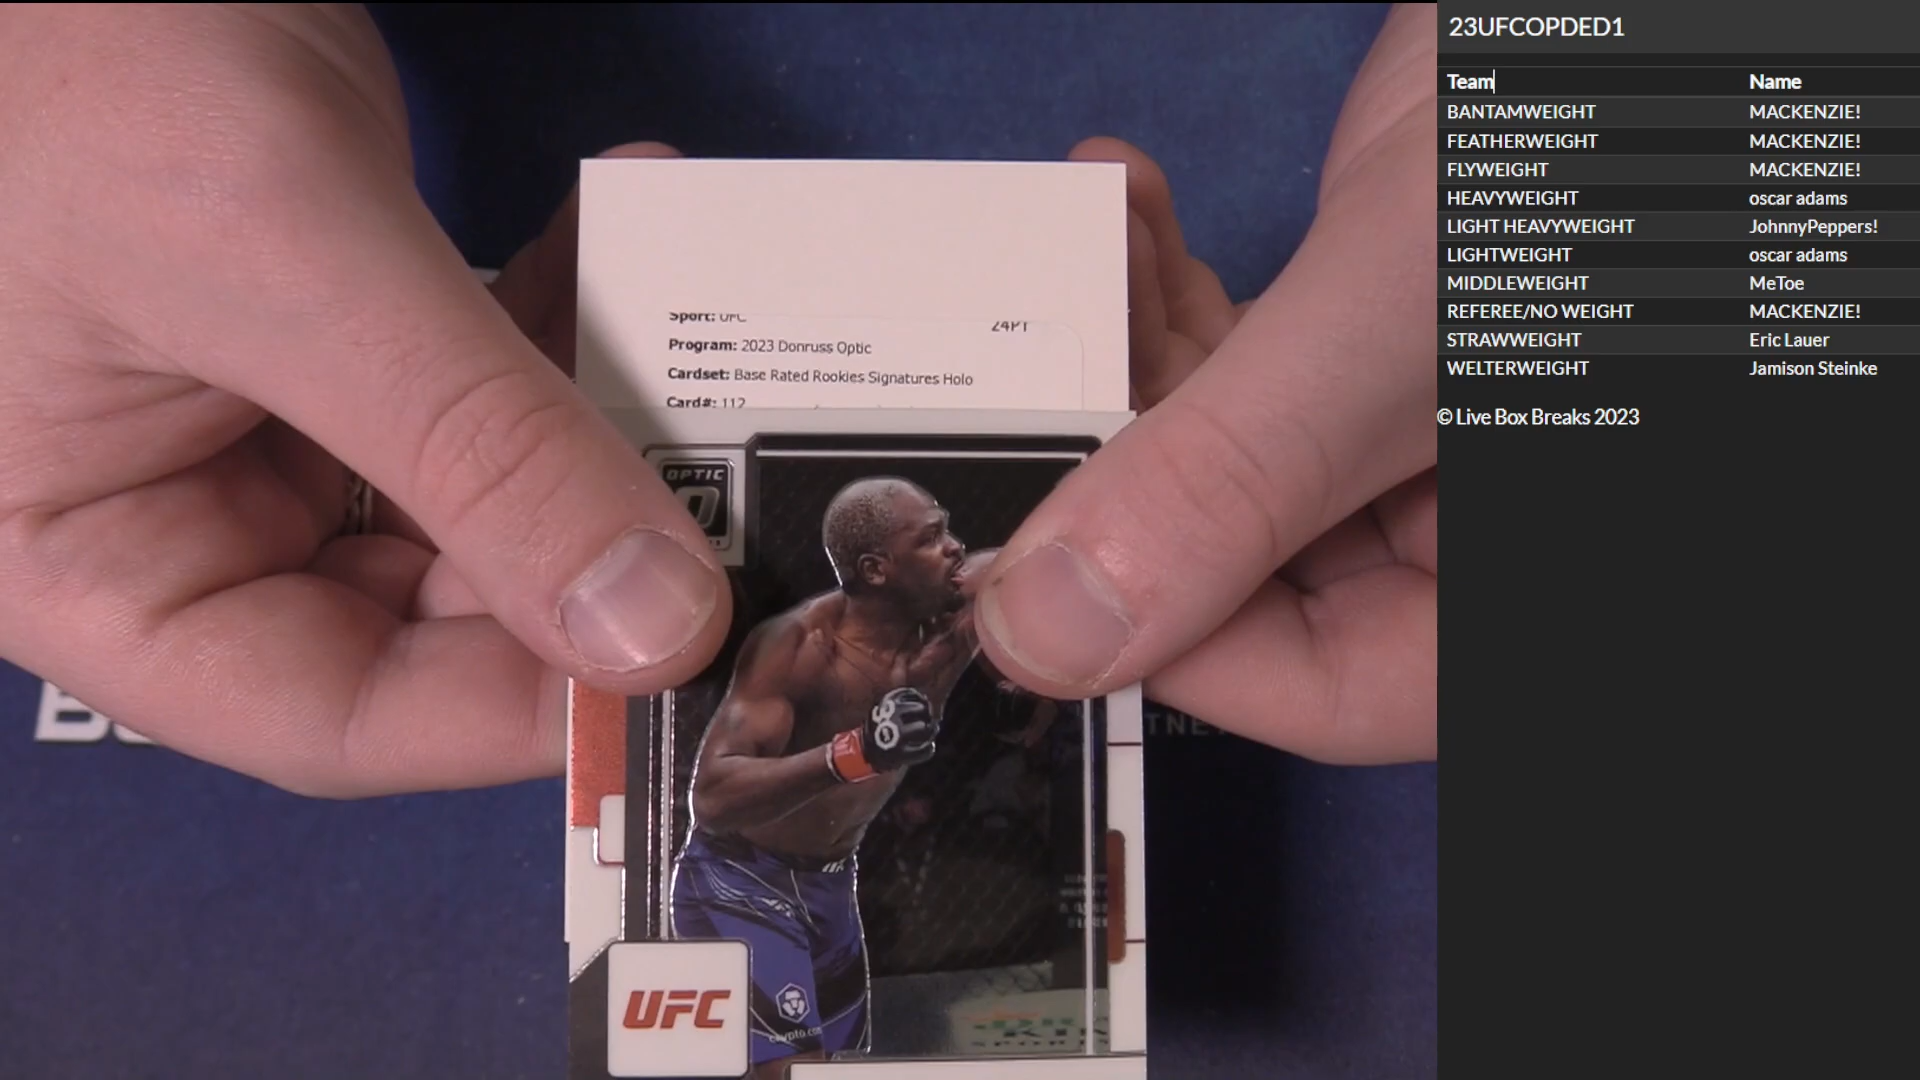 23UFCOPDED1
Team Name
BANTAMWEIGHT MACKENZIE!
FEATHERWEIGHT MACKENZIE!
FLYWEIGHT MACKENZIE!
HEAVYWEIGHT oscar adams
LIGHT HEAVYWEIGHT JohnnyPeppers!
LIGHTWEIGHT oscar adams
MIDDLEWEIGHT MeToe
REFEREE/NO WEIGHT MACKENZIE!
STRAWWEIGHT Eric Lauer
WELTERWEIGHT Jamison Steinke
© Live Box Breaks 2023
Sport: UFC
24PT
Program: 2023 Donruss Optic
Cardset: Base Rated Rookies Signatures Holo
Card#: 112
OPTIC
UFC
crypto.com